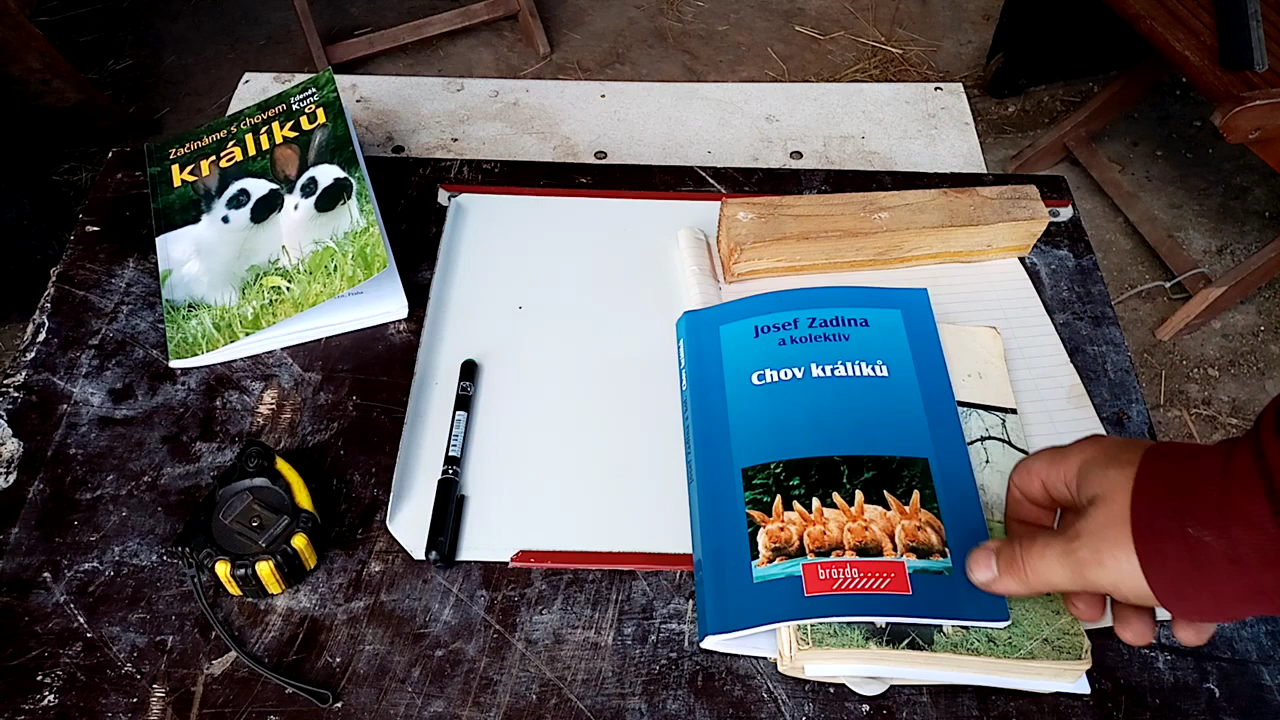 Začínáme s chovem
Zdeněk
Kunc
králíků
Josef Zadina
a kolektiv
Chov králíků
brázda